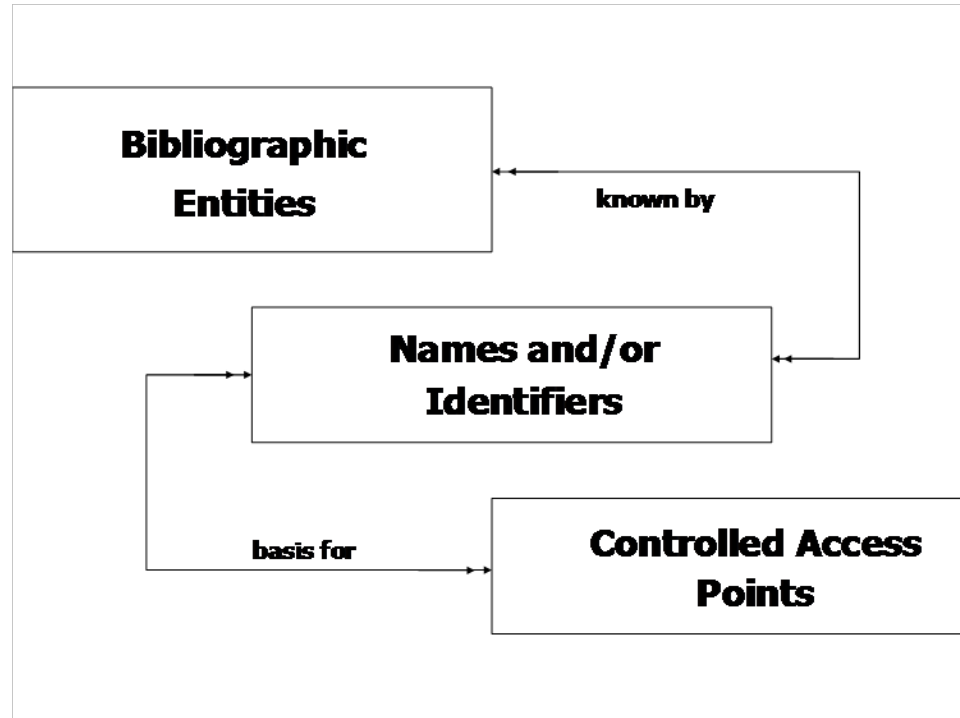 Bibliographic
Entities
known by
Names and/or
Identifiers
basis for
Controlled Access
Points